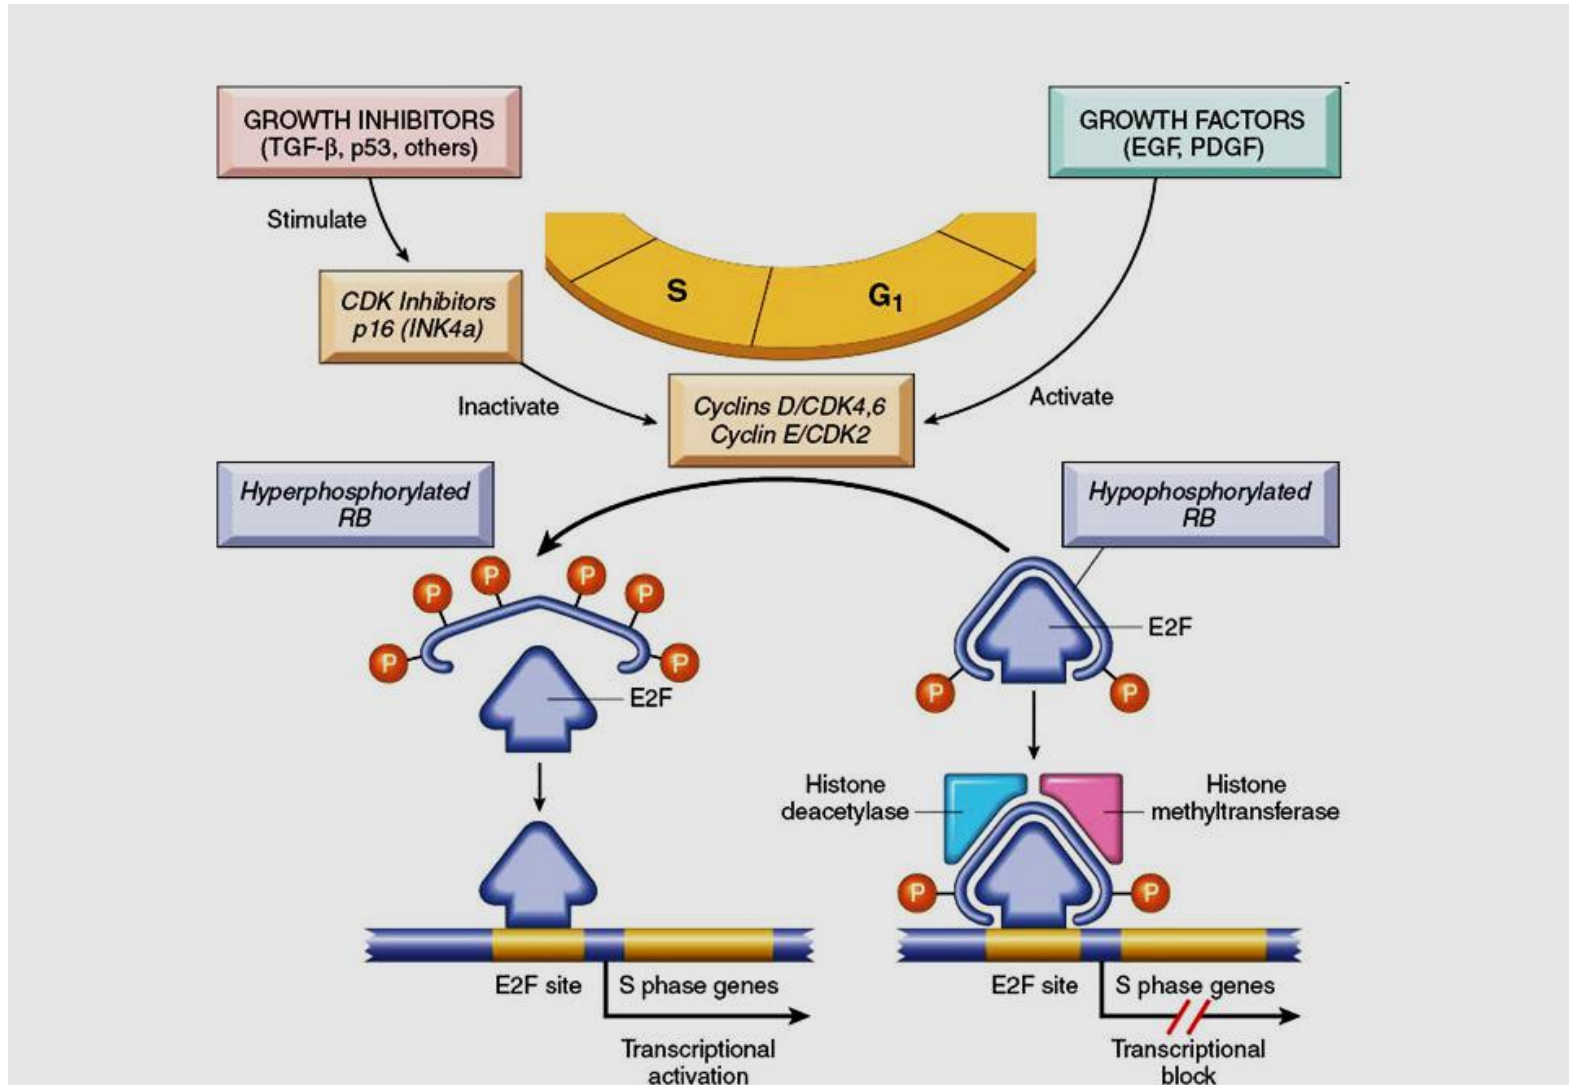 GROWTH INHIBITORS
(TGF-β, p53, others)
GROWTH FACTORS
(EGF, PDGF)
Stimulate
CDK Inhibitors
p16 (INK4a)
S
G1
Inactivate
Activate
Cyclins D/CDK4,6
Cyclin E/CDK2
Hyperphosphorylated
RB
Hypophosphorylated
RB
P
P
P
P
P
P
E2F
E2F
P
P
Histone
deacetylase
Histone
methyltransferase
P
P
E2F site
S phase genes
Transcriptional
activation
E2F site
S phase genes
Transcriptional
block